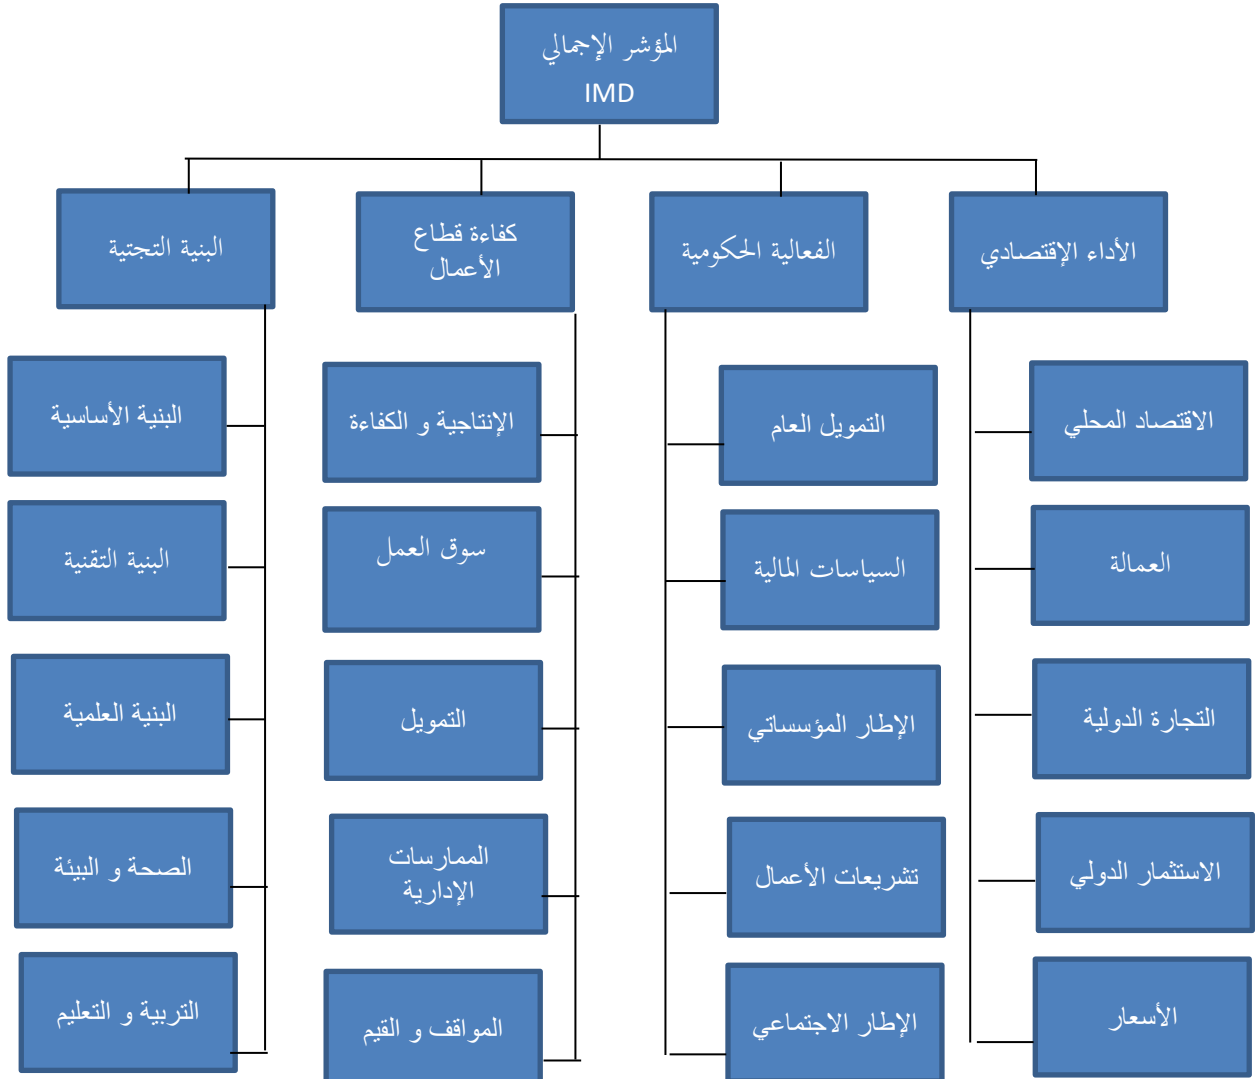 المؤشر الإجمالي
IMD
الأداء الإقتصادي
الفعالية الحكومية
كفاءة قطاع
الأعمال
البنية التجتية
الاقتصاد المحلي
التمويل العام
الإنتاجية و الكفاءة
البنية الأساسية
العمالة
السياسات المالية
سوق العمل
البنية التقنية
التجارة الدولية
الإطار المؤسساتي
التمويل
البنية العلمية
الاستثمار الدولي
تشريعات الأعمال
الممارسات
الإدارية
الصحة و البيئة
الأسعار
الإطار الاجتماعي
المواقف و القيم
التربية و التعليم